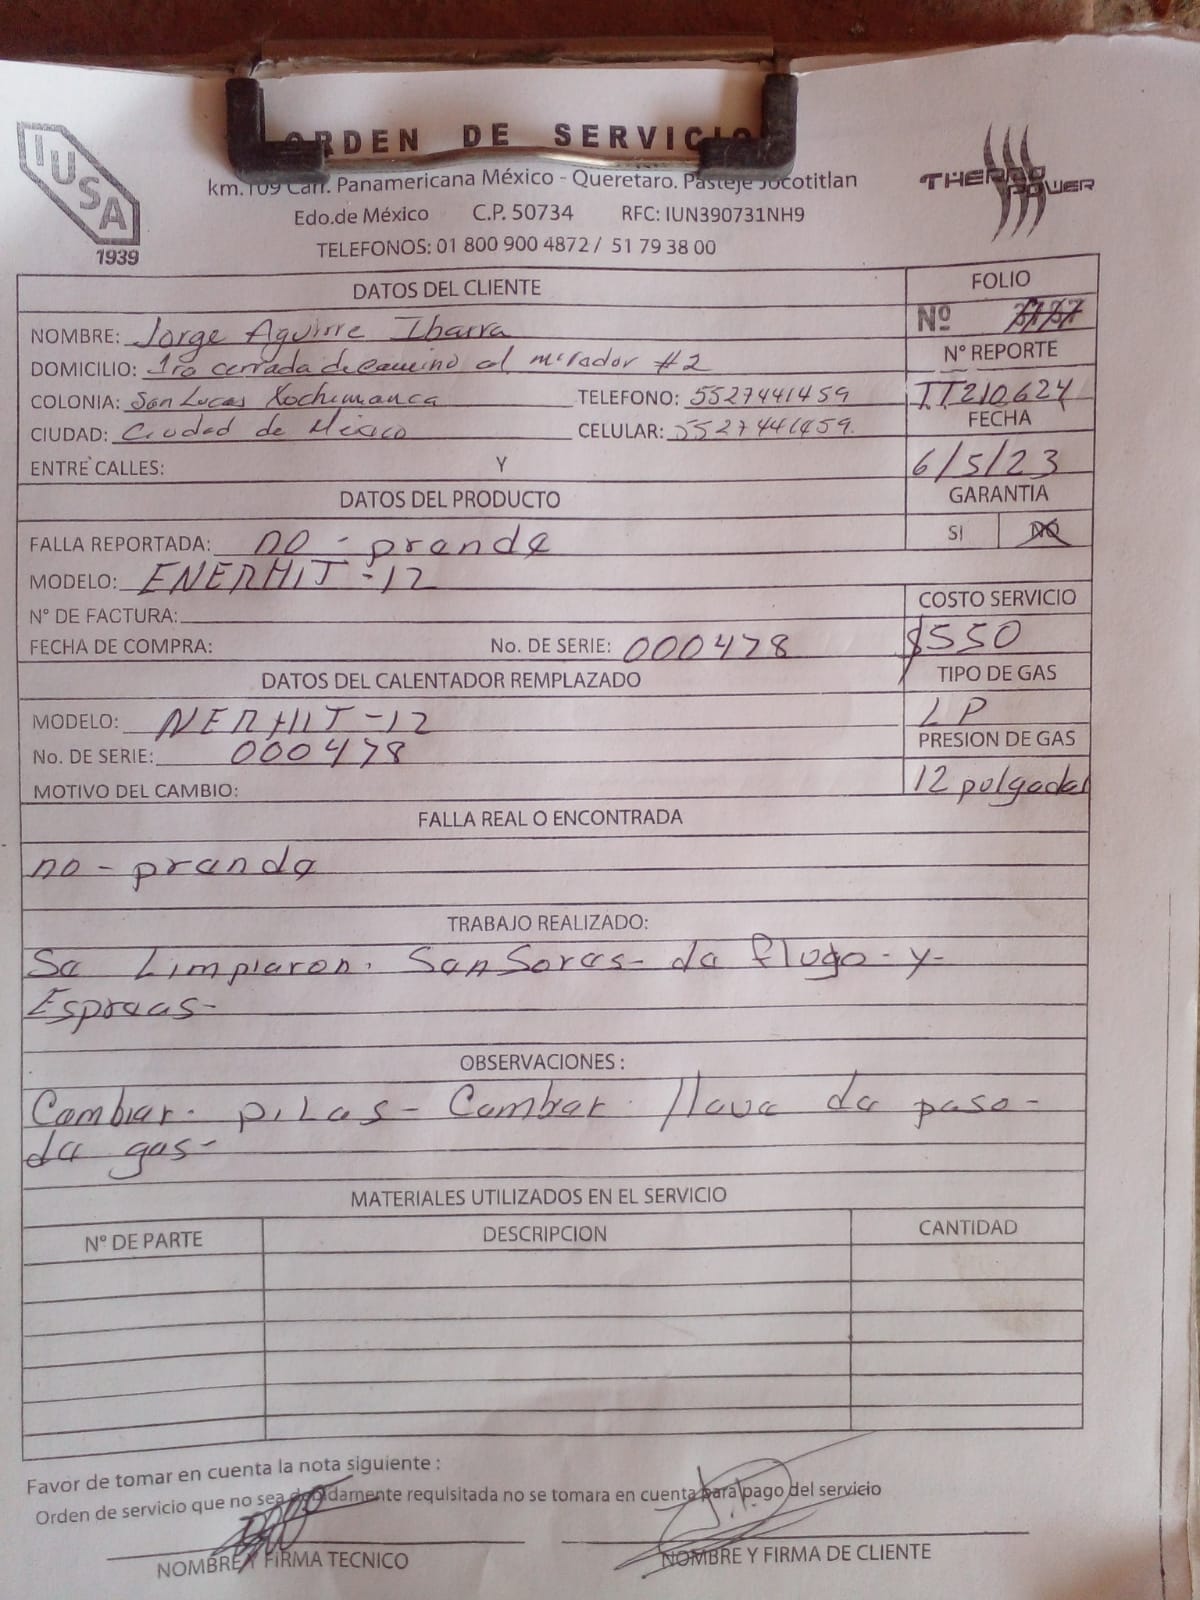 ORDEN DE SERVICIO
IUSA
1939
THERMO POWER
km. 109 Carr. Panamericana México - Queretaro. Pasteje Jocotitlan
Edo.de México C.P. 50734 RFC: IUN390731NH9
TELEFONOS: 01 800 900 4872 / 51 79 38 00
DATOS DEL CLIENTE
FOLIO
Nº
NOMBRE: Jorge Aguirre Ibarra
N° REPORTE
DOMICILIO: 1ra cerrada de camino al mirador #2
IT210624
COLONIA: San Lucas Xochimanca TELEFONO: 5527441459
FECHA
CIUDAD: Ciudad de México CELULAR: 5527441459.
6/5/23
ENTRE CALLES: Y
GARANTIA
DATOS DEL PRODUCTO
SI NO
FALLA REPORTADA: no - prende
MODELO: ENERHIT-12
COSTO SERVICIO
N° DE FACTURA:
$550
FECHA DE COMPRA: No. DE SERIE: 000478
TIPO DE GAS
DATOS DEL CALENTADOR REMPLAZADO
LP
MODELO: NERHIT-12
PRESION DE GAS
No. DE SERIE: 000478
12 pulgadas
MOTIVO DEL CAMBIO:
FALLA REAL O ENCONTRADA
no - prende
TRABAJO REALIZADO:
Se Limpiaron. SenSores- de flugo - y-
Espreas-
OBSERVACIONES :
Cambiar. piLas- Cambiar. llave de paso-
de gas-
MATERIALES UTILIZADOS EN EL SERVICIO
N° DE PARTE DESCRIPCION CANTIDAD
Favor de tomar en cuenta la nota siguiente :
Orden de servicio que no sea debidamente requisitada no se tomara en cuenta para pago del servicio
NOMBRE Y FIRMA TECNICO NOMBRE Y FIRMA DE CLIENTE